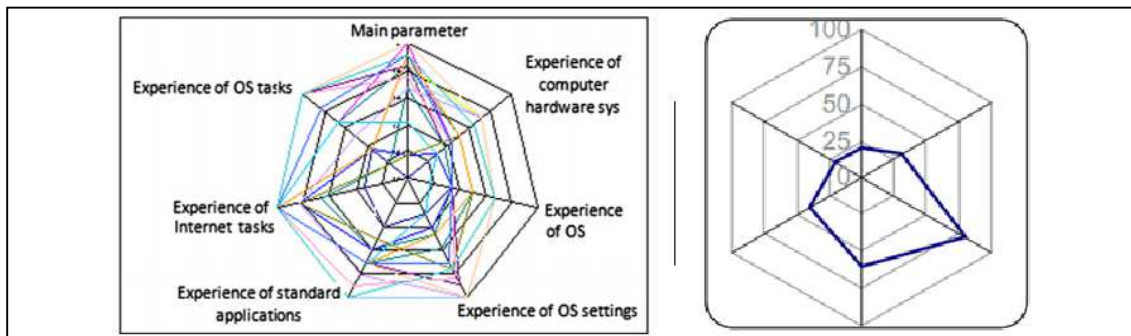 Main parameter
Experience of
computer
hardware sys
Experience of OS tasks
Experience
of OS
Experience of
Internet tasks
Experience of standard
applications
Experience of OS settings
100
75
50
25
0